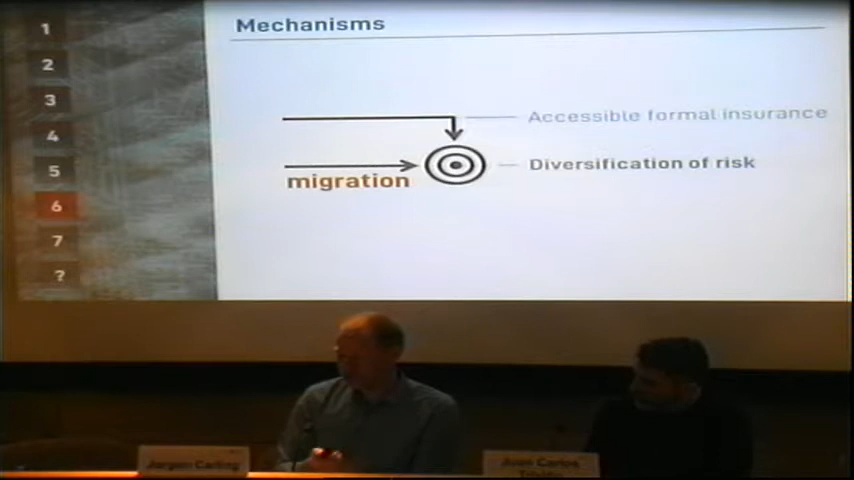 1
2
3
4
5
6
7
?
Mechanisms
Accessible formal insurance
Diversification of risk
migration
Jørgen Carling
Juan Carlos